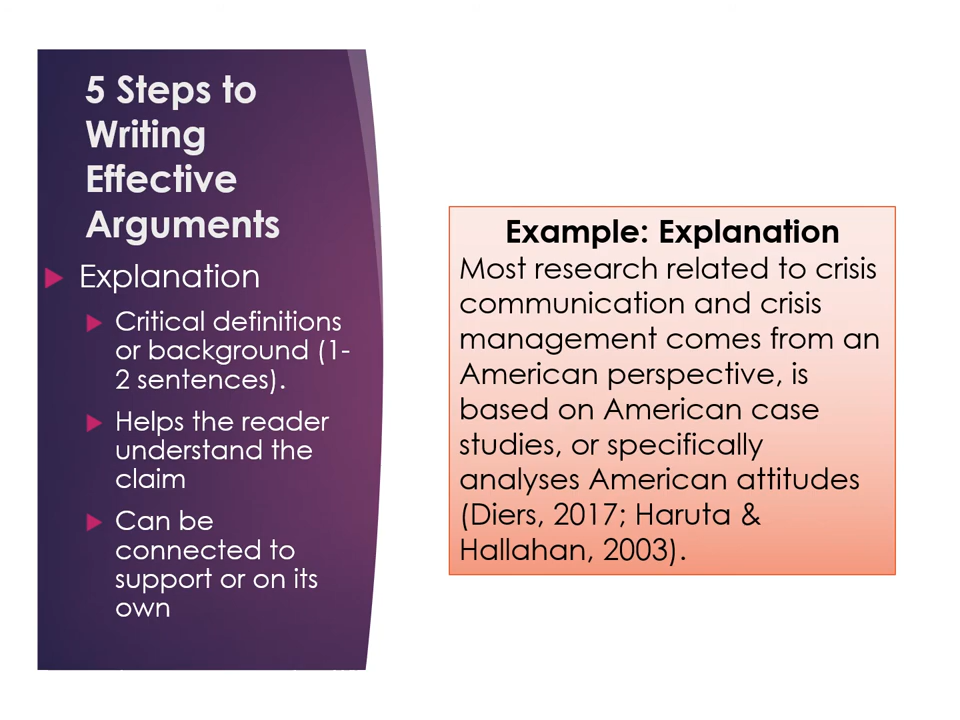 5 Steps to
Writing
Effective
Arguments
Explanation
Critical definitions
or background (1-
2 sentences).
Helps the reader
understand the
claim
Can be
connected to
support or on its
own
Example: Explanation
Most research related to crisis
communication and crisis
management comes from an
American perspective, is
based on American case
studies, or specifically
analyses American attitudes
(Diers, 2017; Haruta &
Hallahan, 2003).